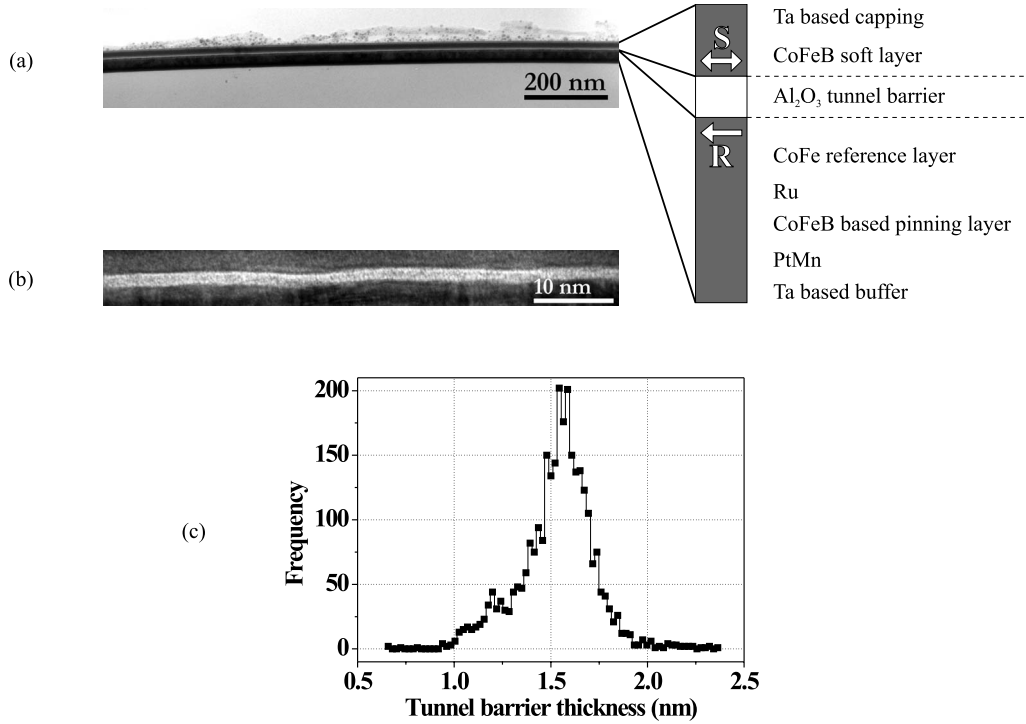 (a)
200 nm
S
Ta based capping
CoFeB soft layer
Al₂O₃ tunnel barrier
R
CoFe reference layer
Ru
CoFeB based pinning layer
PtMn
Ta based buffer
(b)
10 nm
(c)
Frequency
200
150
100
50
0
0.5 1.0 1.5 2.0 2.5
Tunnel barrier thickness (nm)